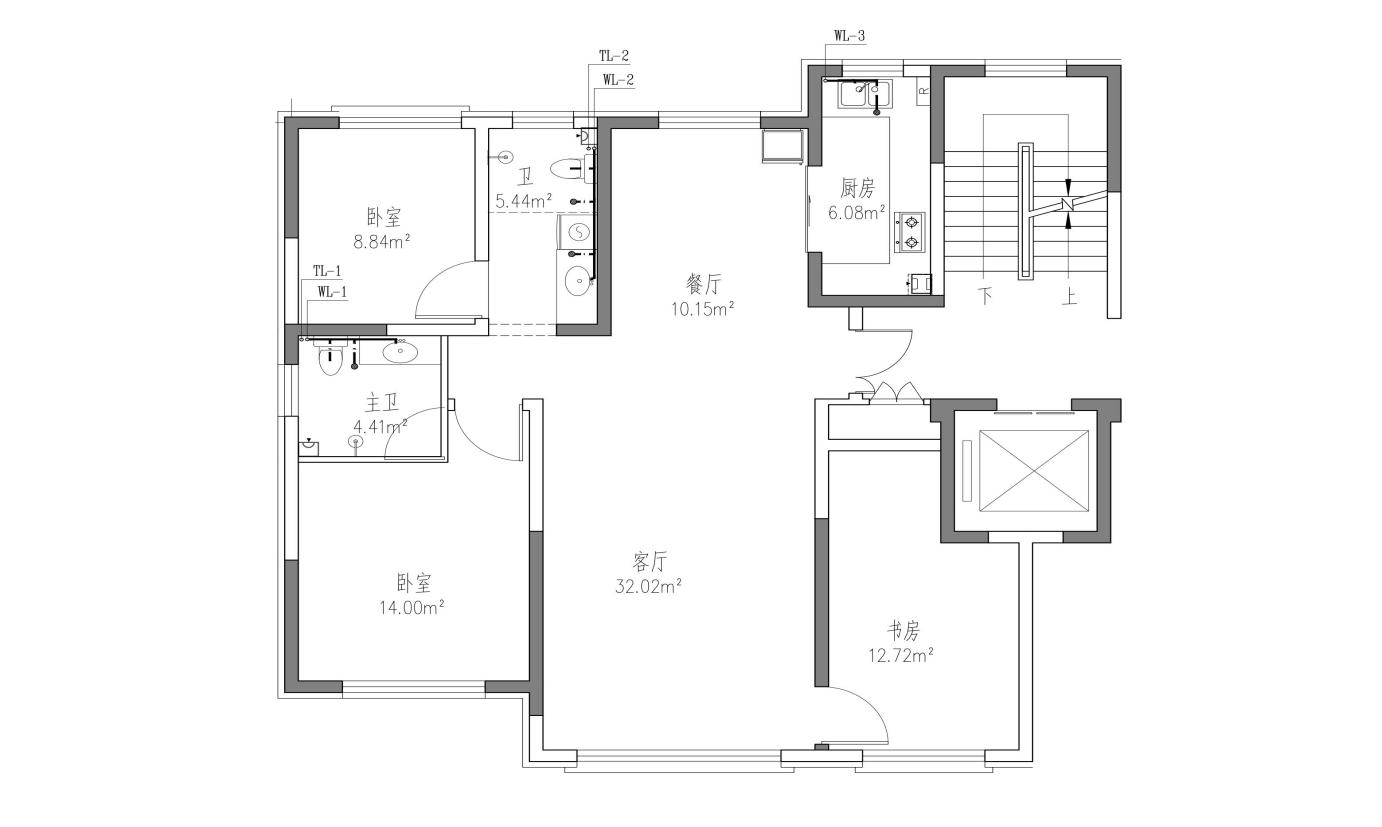 WL-3
TL-2
WL-2
R
卫
5.44m²
厨房
6.08m²
卧室
8.84m²
TL-1
WL-1
餐厅
10.15m²
下
上
主卫
4.41m²
客厅
32.02m²
卧室
14.00m²
书房
12.72m²